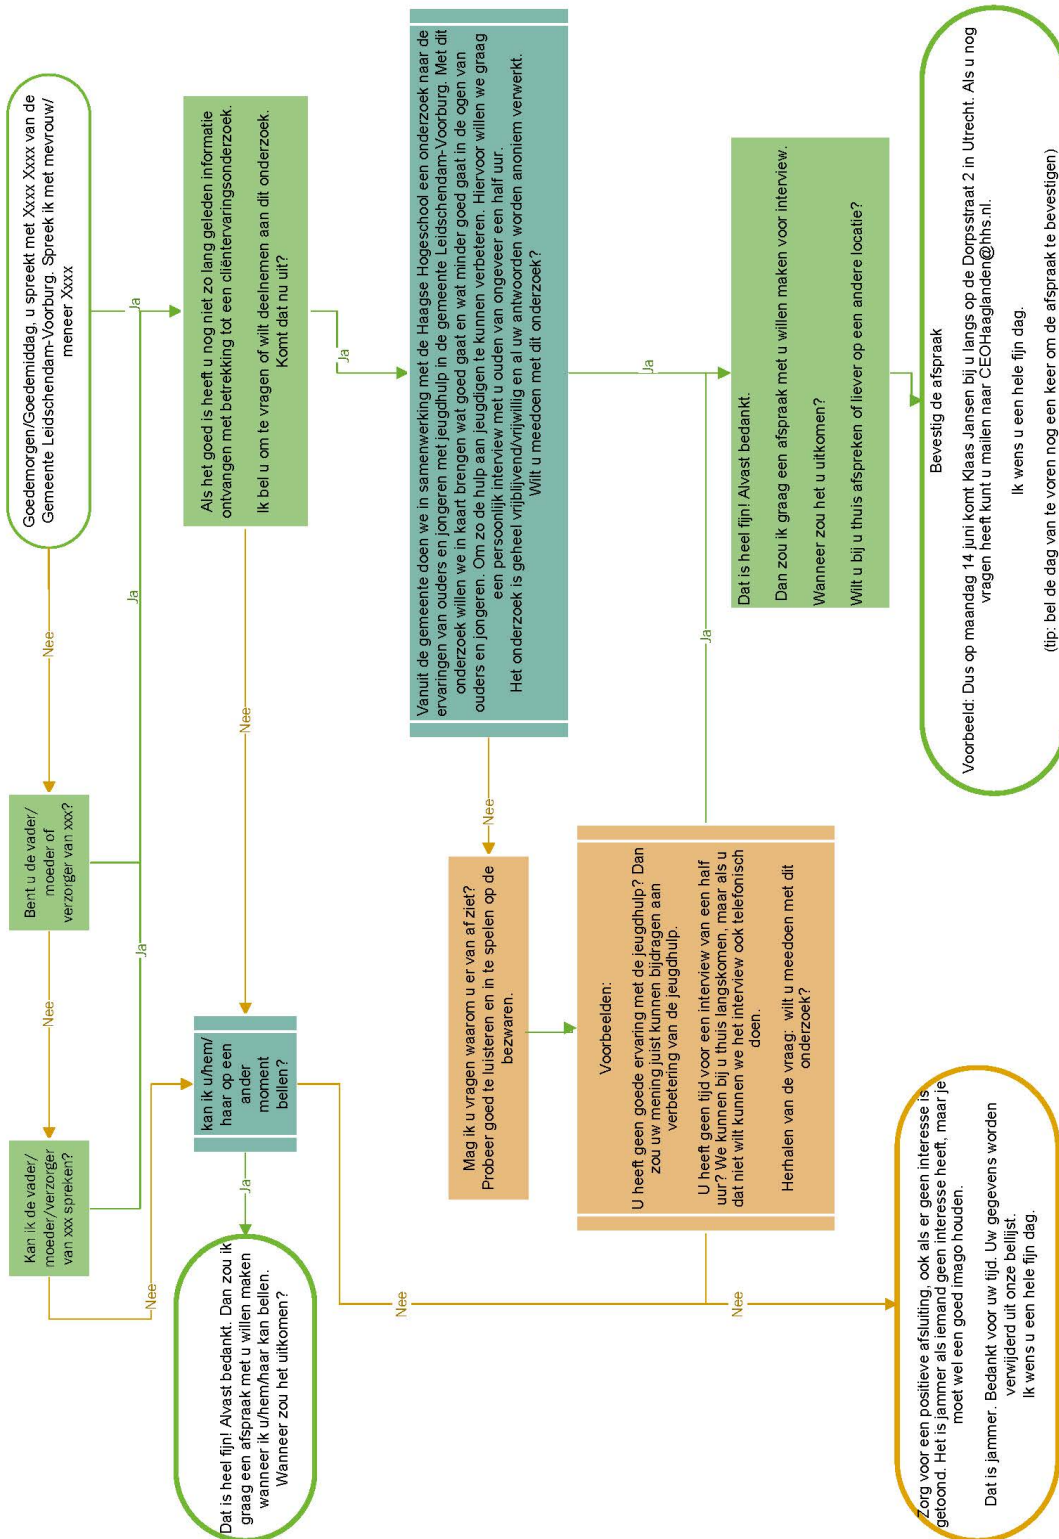 Goedemorgen/Goedemiddag, u spreekt met Xxxx Xxxx van de
Gemeente Leidschendam-Voorburg. Spreek ik met mevrouw/
meneer Xxxx
Nee
Ja
Bent u de vader/
moeder of
verzorger van xxx?
Nee
Ja
Kan ik de vader/
moeder/verzorger
van xxx spreken?
Nee
Ja
Als het goed is heeft u nog niet zo lang geleden informatie
ontvangen met betrekking tot een cliëntervaringsonderzoek.
Ik bel u om te vragen of wilt deelnemen aan dit onderzoek.
Komt dat nu uit?
Nee
Ja
kan ik u/hem/
haar op een
ander
moment
bellen?
Ja
Nee
Dat is heel fijn! Alvast bedankt. Dan zou ik
graag een afspraak met u willen maken
wanneer ik u/hem/haar kan bellen.
Wanneer zou het uitkomen?
Vanuit de gemeente doen we in samenwerking met de Haagse Hogeschool een onderzoek naar de
ervaringen van ouders en jongeren met jeugdhulp in de gemeente Leidschendam-Voorburg. Met dit
onderzoek willen we in kaart brengen wat goed gaat en wat minder goed gaat in de ogen van
ouders en jongeren. Om zo de hulp aan jeugdigen te kunnen verbeteren. Hiervoor willen we graag
een persoonlijk interview met u ouden van ongeveer een half uur.
Het onderzoek is geheel vrijblijvend/vrijwillig en al uw antwoorden worden anoniem verwerkt.
Wilt u meedoen met dit onderzoek?
Nee
Ja
Mag ik u vragen waarom u er van af ziet?
Probeer goed te luisteren en in te spelen op de
bezwaren.
Voorbeelden:
U heeft geen goede ervaring met de jeugdhulp? Dan
zou uw mening juist kunnen bijdragen aan
verbetering van de jeugdhulp.
U heeft geen tijd voor een interview van een half
uur? We kunnen bij u thuis langskomen, maar als u
dat niet wilt kunnen we het interview ook telefonisch
doen.
Herhalen van de vraag: wilt u meedoen met dit
onderzoek?
Ja
Nee
Dat is heel fijn! Alvast bedankt.
Dan zou ik graag een afspraak met u willen maken voor interview.
Wanneer zou het u uitkomen?
Wilt u bij u thuis afspreken of liever op een andere locatie?
Bevestig de afspraak
Voorbeeld: Dus op maandag 14 juni komt Klaas Jansen bij u langs op de Dorpsstraat 2 in Utrecht. Als u nog
vragen heeft kunt u mailen naar CEOHaaglanden@hhs.nl.
Ik wens u een hele fijn dag.
(tip: bel de dag van te voren nog een keer om de afspraak te bevestigen)
Zorg voor een positieve afsluiting, ook als er geen interesse is
getoond. Het is jammer als iemand geen interesse heeft, maar je
moet wel een goed imago houden.
Dat is jammer. Bedankt voor uw tijd. Uw gegevens worden
verwijderd uit onze bellijst.
Ik wens u een hele fijn dag.